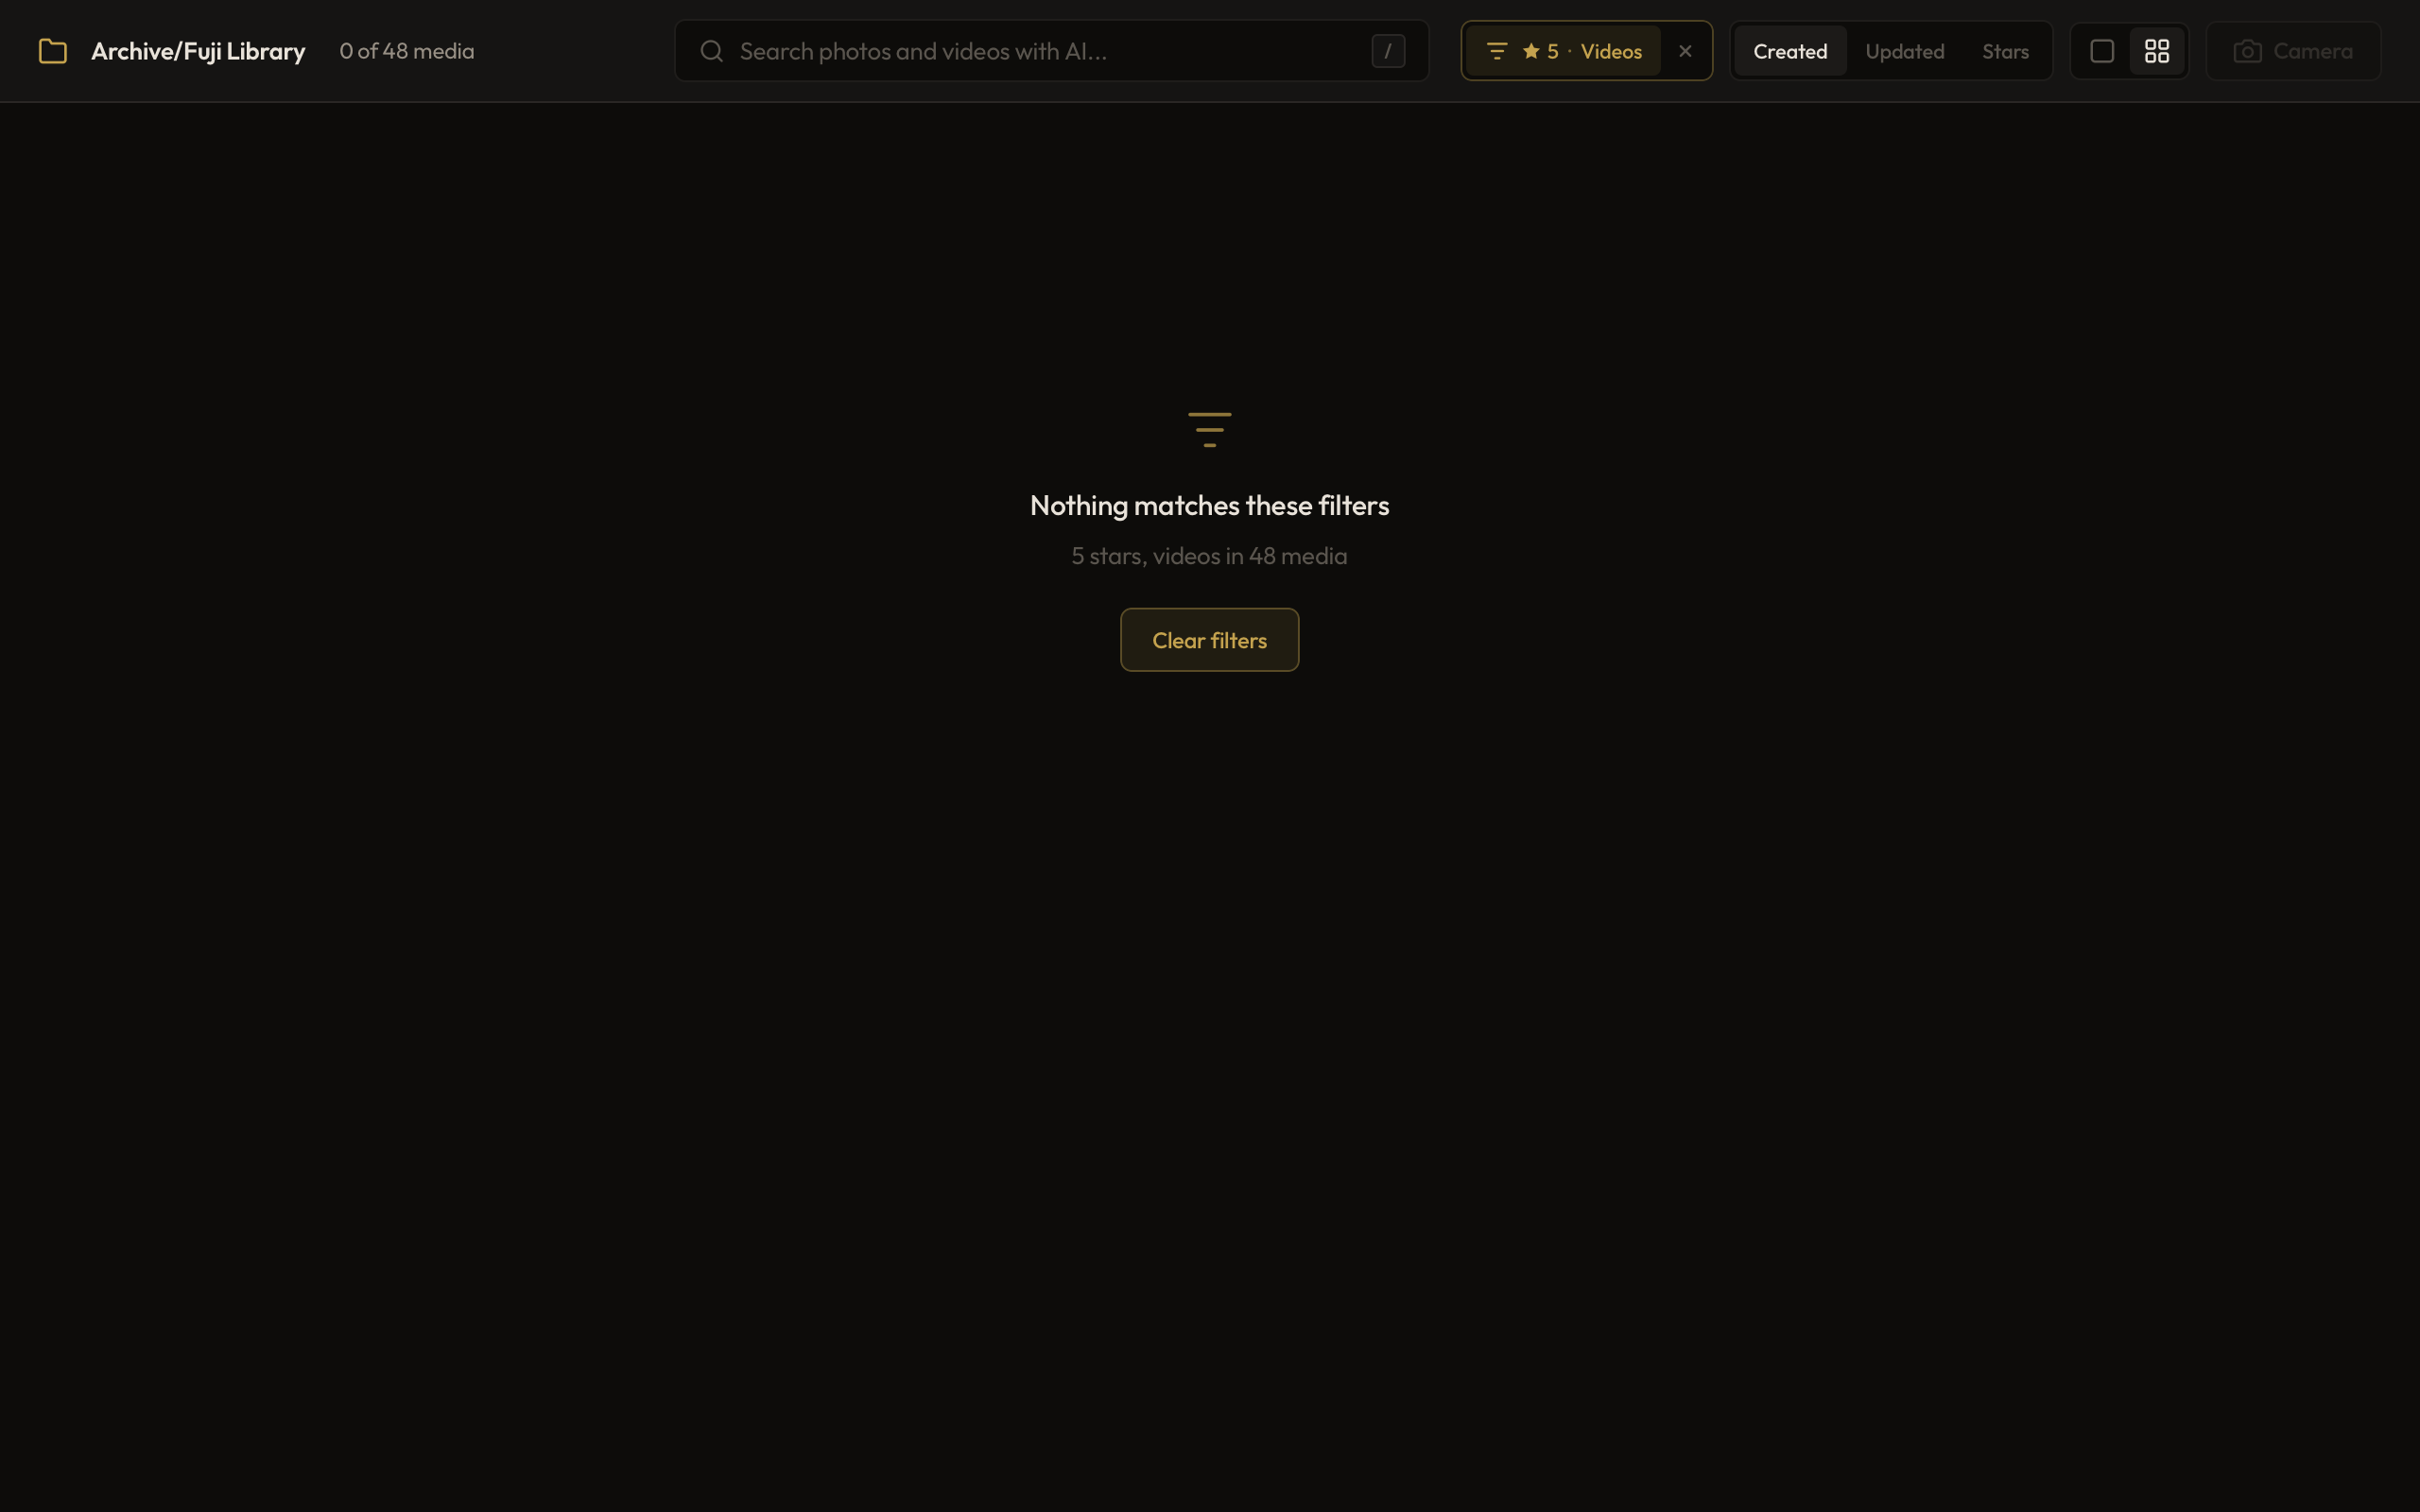 Archive/Fuji Library 0 of 48 media Search photos and videos with AI... / ★ 5 · Videos × Created Updated Stars Camera
Nothing matches these filters
5 stars, videos in 48 media
Clear filters